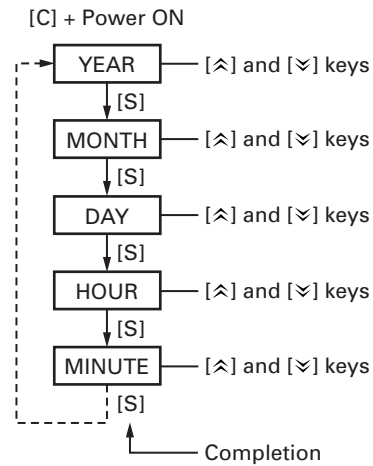 [C] + Power ON
YEAR [︽] and [︾] keys
[S]
MONTH [︽] and [︾] keys
[S]
DAY [︽] and [︾] keys
[S]
HOUR [︽] and [︾] keys
[S]
MINUTE [︽] and [︾] keys
[S]
Completion